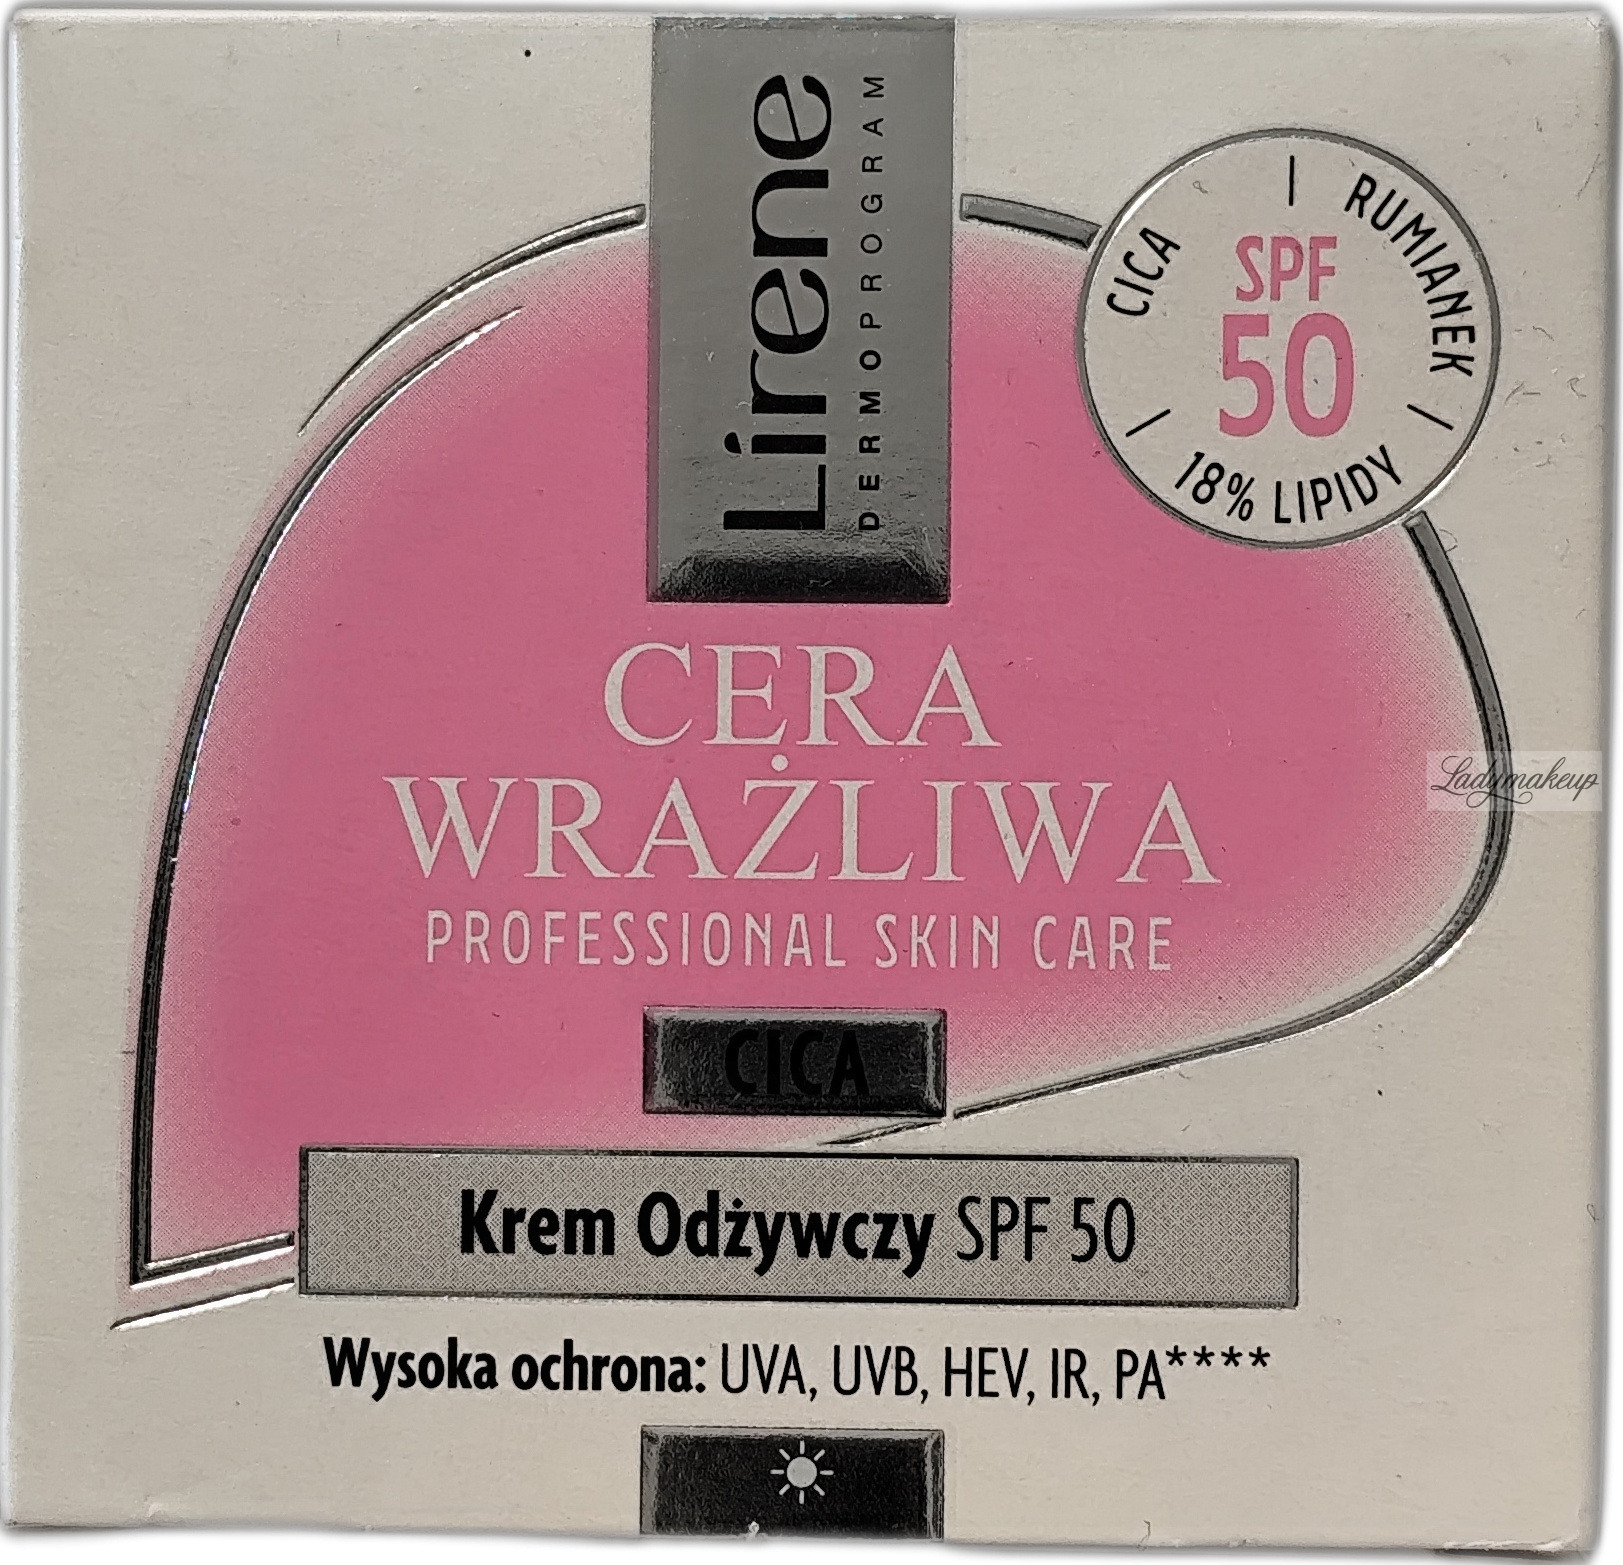 Lirene
DERMOPROGRAM
CICA | RUMIANEK | 18% LIPIDY
SPF
50
CERA
WRAŻLIWA
PROFESSIONAL SKIN CARE
CICA
Krem Odżywczy SPF 50
Wysoka ochrona: UVA, UVB, HEV, IR, PA****
Ladymakeup